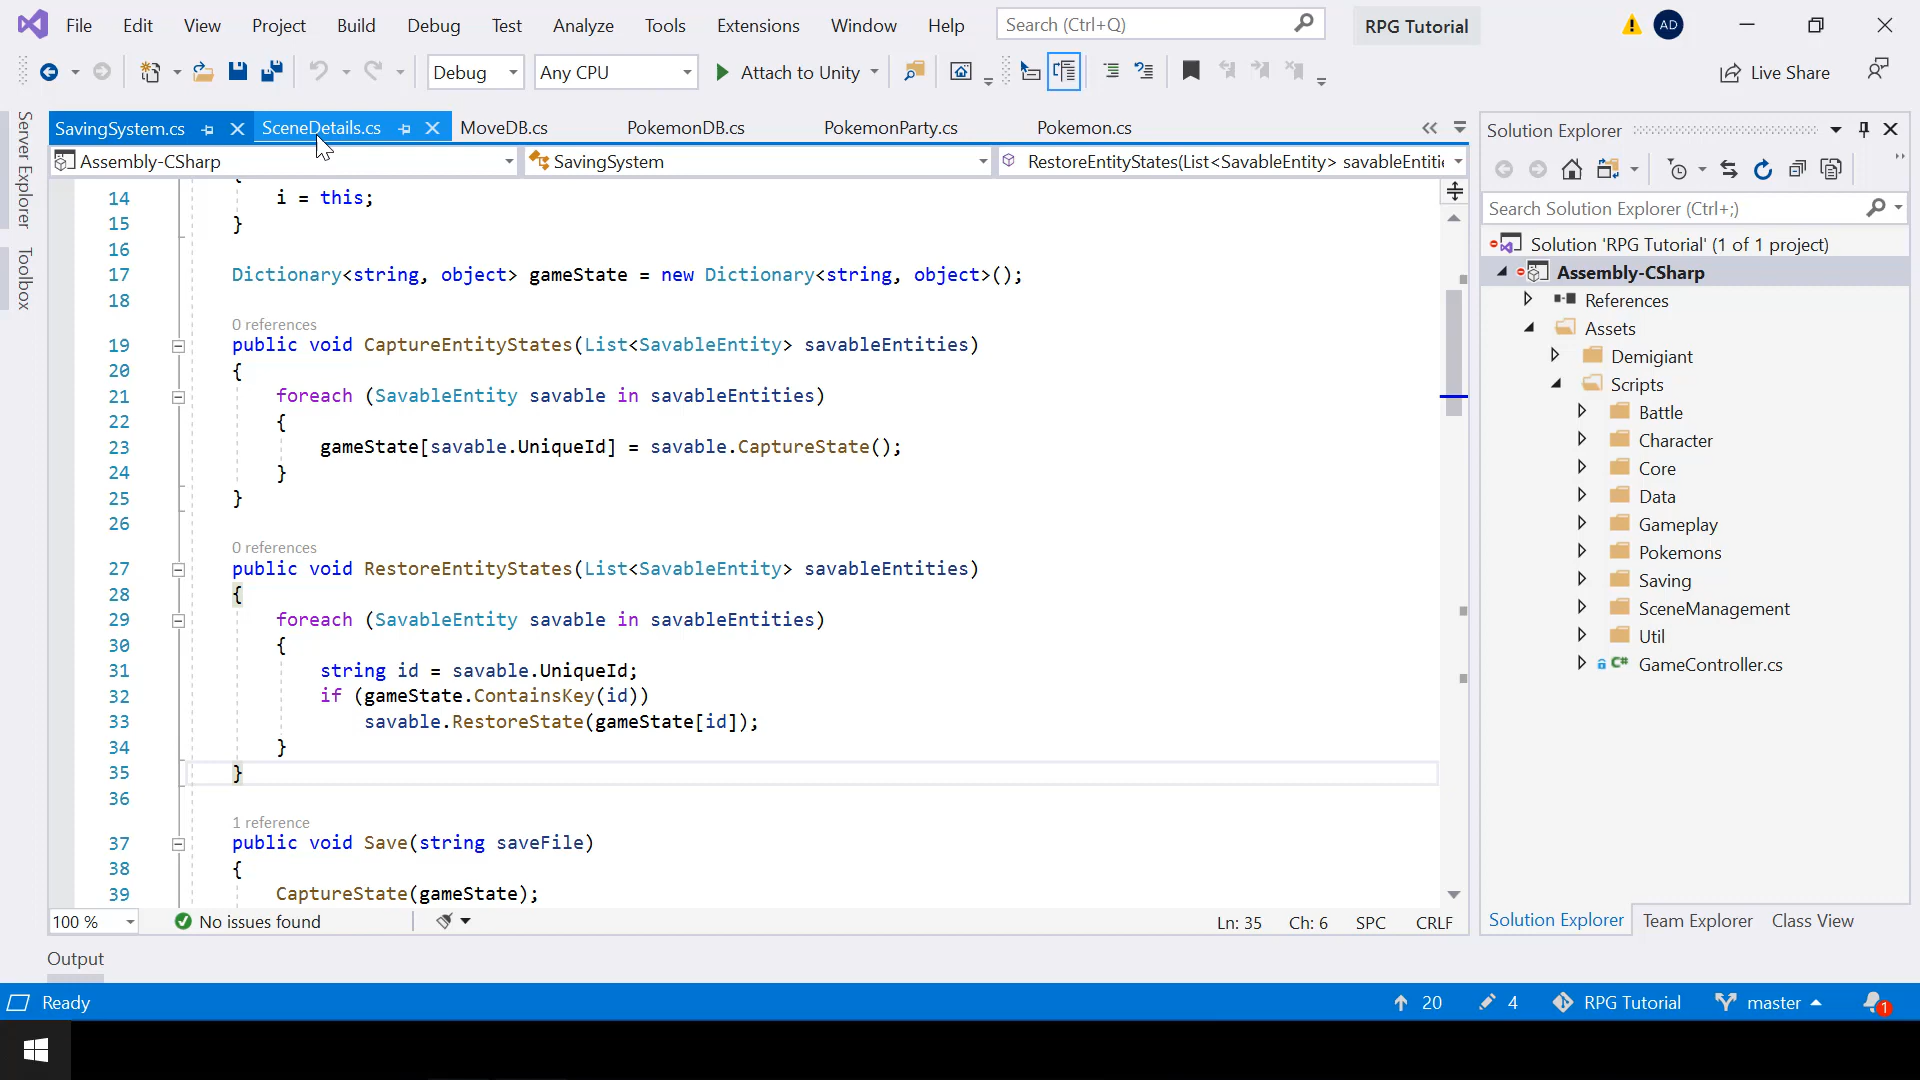 File Edit View Project Build Debug Test Analyze Tools Extensions Window Help Search (Ctrl+Q) RPG Tutorial AD
Debug Any CPU Attach to Unity Live Share
SavingSystem.cs SceneDetails.cs MoveDB.cs PokemonDB.cs PokemonParty.cs Pokemon.cs
Assembly-CSharp SavingSystem RestoreEntityStates(List<SavableEntity> savableEntiti
Server Explorer
Toolbox
14 i = this;
15 }
16
17 Dictionary<string, object> gameState = new Dictionary<string, object>();
18
0 references
19 public void CaptureEntityStates(List<SavableEntity> savableEntities)
20 {
21 foreach (SavableEntity savable in savableEntities)
22 {
23 gameState[savable.UniqueId] = savable.CaptureState();
24 }
25 }
26
0 references
27 public void RestoreEntityStates(List<SavableEntity> savableEntities)
28 {
29 foreach (SavableEntity savable in savableEntities)
30 {
31 string id = savable.UniqueId;
32 if (gameState.ContainsKey(id))
33 savable.RestoreState(gameState[id]);
34 }
35 }
36
1 reference
37 public void Save(string saveFile)
38 {
39 CaptureState(gameState);
100 % No issues found Ln: 35 Ch: 6 SPC CRLF
Solution Explorer
Search Solution Explorer (Ctrl+;)
Solution 'RPG Tutorial' (1 of 1 project)
Assembly-CSharp
References
Assets
Demigiant
Scripts
Battle
Character
Core
Data
Gameplay
Pokemons
Saving
SceneManagement
Util
C# GameController.cs
Solution Explorer Team Explorer Class View
Output
Ready 20 4 RPG Tutorial master 1